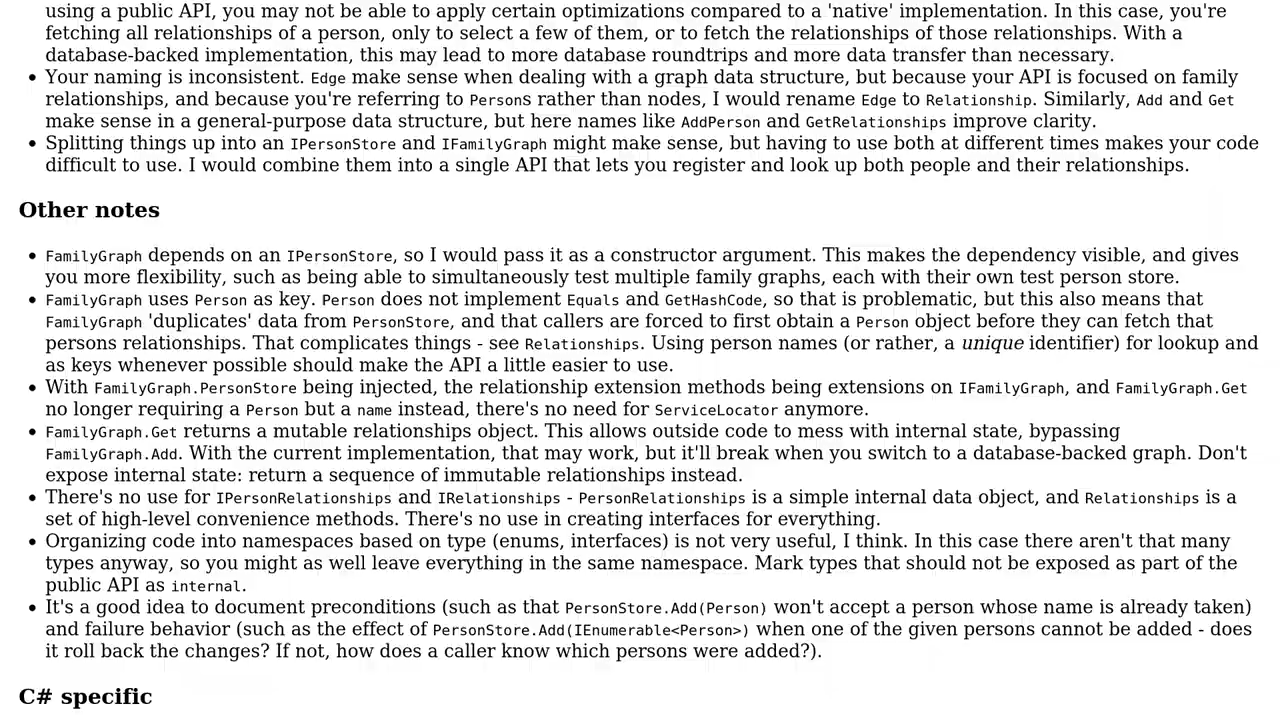 using a public API, you may not be able to apply certain optimizations compared to a 'native' implementation. In this case, you're
fetching all relationships of a person, only to select a few of them, or to fetch the relationships of those relationships. With a
database-backed implementation, this may lead to more database roundtrips and more data transfer than necessary.
• Your naming is inconsistent. Edge make sense when dealing with a graph data structure, but because your API is focused on family
relationships, and because you're referring to Persons rather than nodes, I would rename Edge to Relationship. Similarly, Add and Get
make sense in a general-purpose data structure, but here names like AddPerson and GetRelationships improve clarity.
• Splitting things up into an IPersonStore and IFamilyGraph might make sense, but having to use both at different times makes your code
difficult to use. I would combine them into a single API that lets you register and look up both people and their relationships.
Other notes
• FamilyGraph depends on an IPersonStore, so I would pass it as a constructor argument. This makes the dependency visible, and gives
you more flexibility, such as being able to simultaneously test multiple family graphs, each with their own test person store.
• FamilyGraph uses Person as key. Person does not implement Equals and GetHashCode, so that is problematic, but this also means that
FamilyGraph 'duplicates' data from PersonStore, and that callers are forced to first obtain a Person object before they can fetch that
persons relationships. That complicates things - see Relationships. Using person names (or rather, a unique identifier) for lookup and
as keys whenever possible should make the API a little easier to use.
• With FamilyGraph.PersonStore being injected, the relationship extension methods being extensions on IFamilyGraph, and FamilyGraph.Get
no longer requiring a Person but a name instead, there's no need for ServiceLocator anymore.
• FamilyGraph.Get returns a mutable relationships object. This allows outside code to mess with internal state, bypassing
FamilyGraph.Add. With the current implementation, that may work, but it'll break when you switch to a database-backed graph. Don't
expose internal state: return a sequence of immutable relationships instead.
• There's no use for IPersonRelationships and IRelationships - PersonRelationships is a simple internal data object, and Relationships is a
set of high-level convenience methods. There's no use in creating interfaces for everything.
• Organizing code into namespaces based on type (enums, interfaces) is not very useful, I think. In this case there aren't that many
types anyway, so you might as well leave everything in the same namespace. Mark types that should not be exposed as part of the
public API as internal.
• It's a good idea to document preconditions (such as that PersonStore.Add(Person) won't accept a person whose name is already taken)
and failure behavior (such as the effect of PersonStore.Add(IEnumerable<Person>) when one of the given persons cannot be added - does
it roll back the changes? If not, how does a caller know which persons were added?).
C# specific